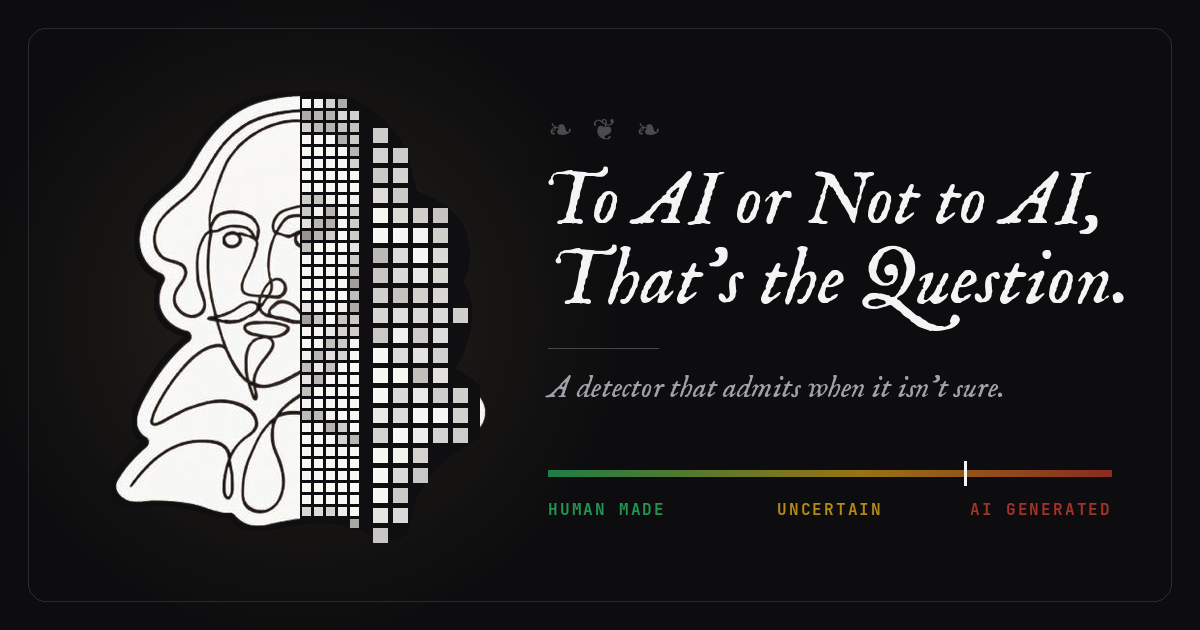 ❧ ❦ ❧
To AI or Not to AI,
That's the Question.
A detector that admits when it isn't sure.
HUMAN MADE UNCERTAIN AI GENERATED